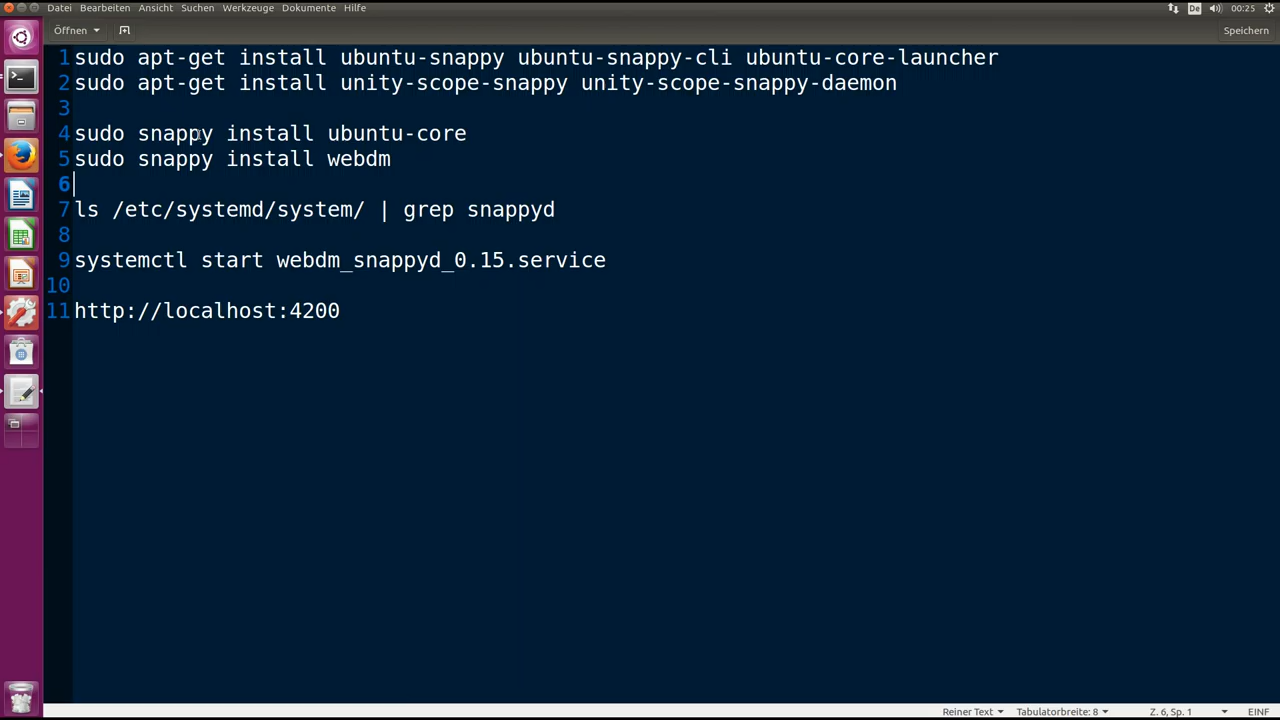 Datei Bearbeiten Ansicht Suchen Werkzeuge Dokumente Hilfe
De 00:25
Öffnen Speichern
1 sudo apt-get install ubuntu-snappy ubuntu-snappy-cli ubuntu-core-launcher
2 sudo apt-get install unity-scope-snappy unity-scope-snappy-daemon
3
4 sudo snappy install ubuntu-core
5 sudo snappy install webdm
6
7 ls /etc/systemd/system/ | grep snappyd
8
9 systemctl start webdm_snappyd_0.15.service
10
11 http://localhost:4200
Reiner Text Tabulatorbreite: 8 Z. 6, Sp. 1 EINF